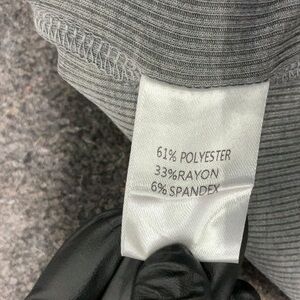 61% POLYESTER
33%RAYON
6% SPANDEX